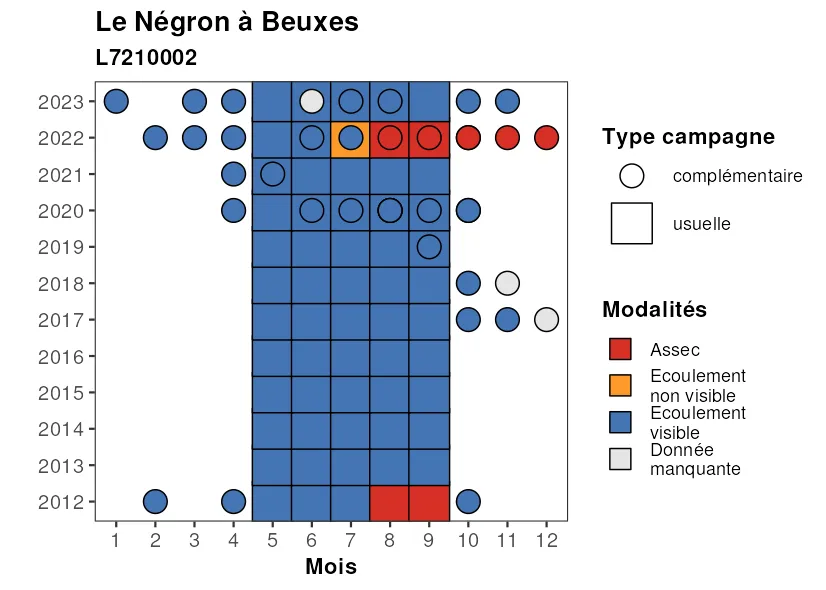 Le Négron à Beuxes
L7210002
2023
2022
2021
2020
2019
2018
2017
2016
2015
2014
2013
2012
1 2 3 4 5 6 7 8 9 10 11 12
Mois
Type campagne
complémentaire
usuelle
Modalités
Assec
Ecoulement
non visible
Ecoulement
visible
Donnée
manquante